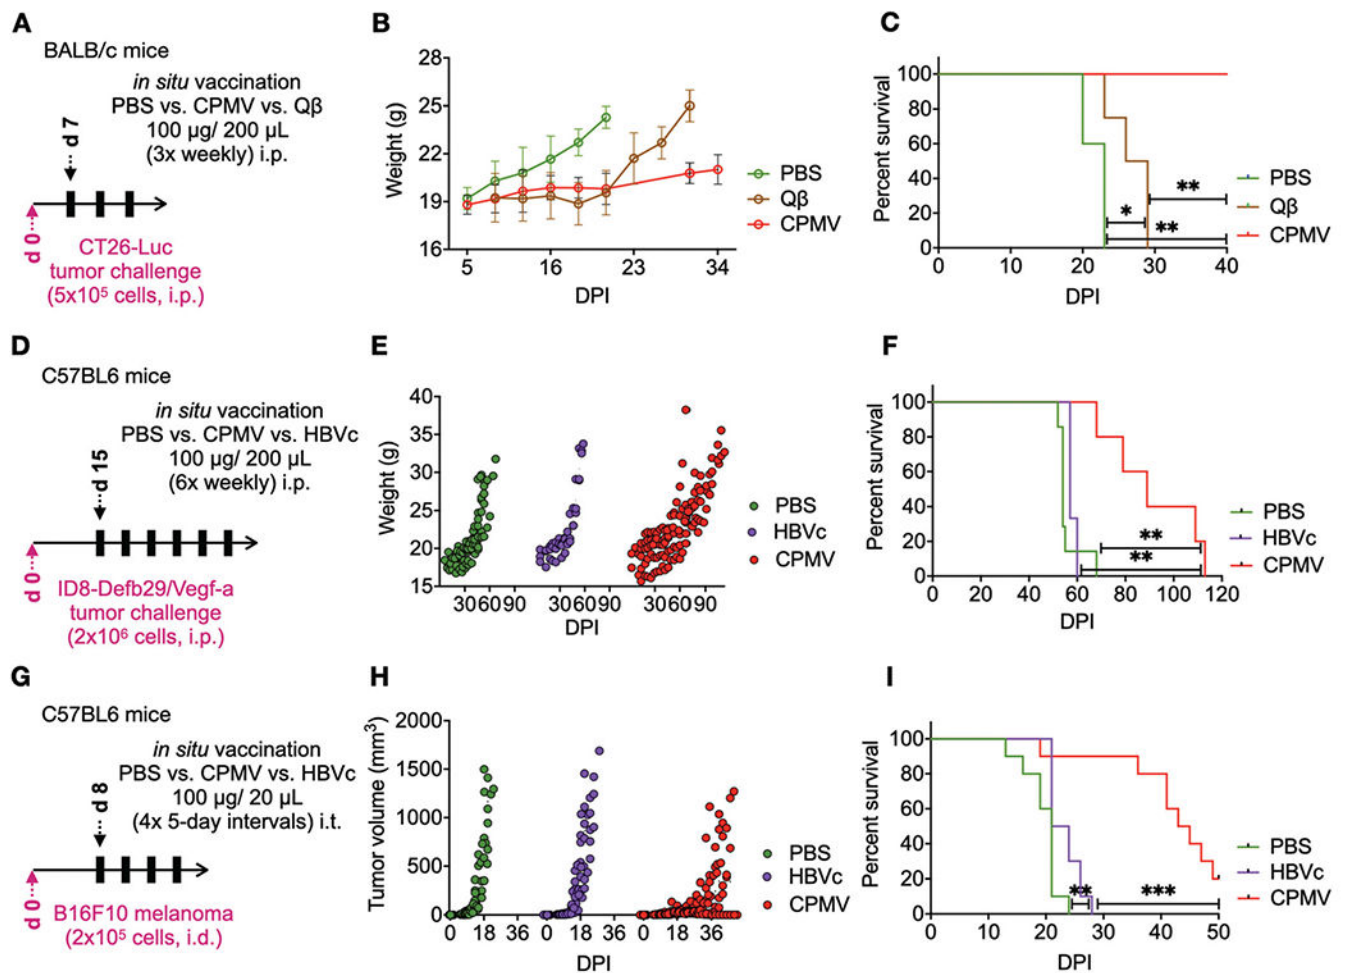 A
BALB/c mice
in situ vaccination
PBS vs. CPMV vs. Qβ
100 µg/ 200 µL
(3x weekly) i.p.
d 7
d 0
CT26-Luc
tumor challenge
(5x10⁵ cells, i.p.)
B
28
25
22
19
16
Weight (g)
5 16 23 34
DPI
PBS
Qβ
CPMV
C
100
80
60
40
20
0
Percent survival
0 10 20 30 40
DPI
**
*
**
PBS
Qβ
CPMV
D
C57BL6 mice
in situ vaccination
PBS vs. CPMV vs. HBVc
100 µg/ 200 µL
(6x weekly) i.p.
d 15
d 0
ID8-Defb29/Vegf-a
tumor challenge
(2x10⁶ cells, i.p.)
E
40
35
30
25
20
15
Weight (g)
306090 306090 306090
DPI
PBS
HBVc
CPMV
F
100
80
60
40
20
0
Percent survival
0 20 40 60 80 100 120
DPI
**
**
PBS
HBVc
CPMV
G
C57BL6 mice
in situ vaccination
PBS vs. CPMV vs. HBVc
100 µg/ 20 µL
(4x 5-day intervals) i.t.
d 8
d 0
B16F10 melanoma
(2x10⁵ cells, i.d.)
H
2000
1500
1000
500
0
Tumor volume (mm³)
0 18 36 0 18 36 0 18 36
DPI
PBS
HBVc
CPMV
I
100
80
60
40
20
0
Percent survival
0 10 20 30 40 50
DPI
**
***
PBS
HBVc
CPMV